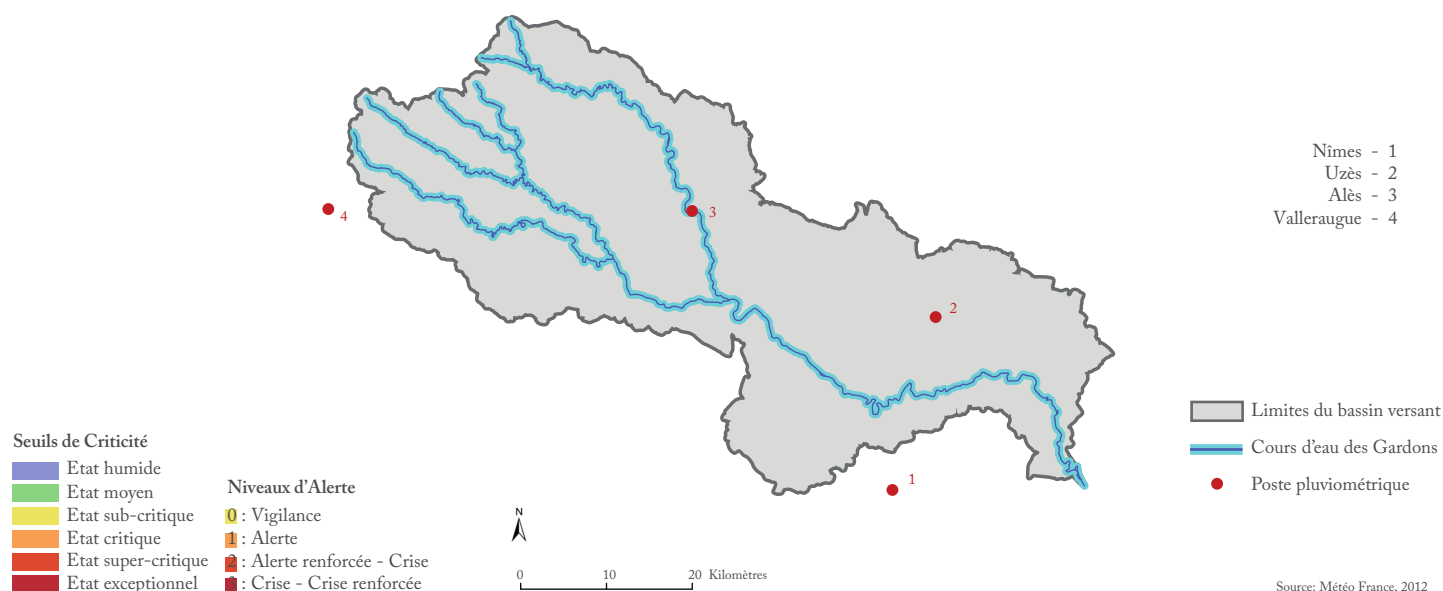 Nîmes - 1
Uzès - 2
Alès - 3
Valleraugue - 4
4
3
2
1
Limites du bassin versant
Cours d'eau des Gardons
Poste pluviométrique
Seuils de Criticité
Etat humide
Etat moyen
Etat sub-critique
Etat critique
Etat super-critique
Etat exceptionnel
Niveaux d'Alerte
0 : Vigilance
1 : Alerte
2 : Alerte renforcée - Crise
3 : Crise - Crise renforcée
N
0 10 20 Kilomètres
Source: Météo France, 2012